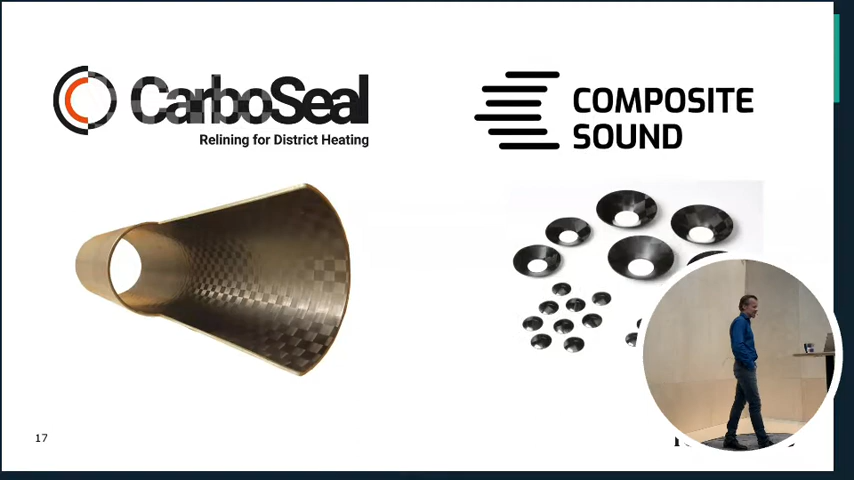 CarboSeal
Relining for District Heating
COMPOSITE
SOUND
17